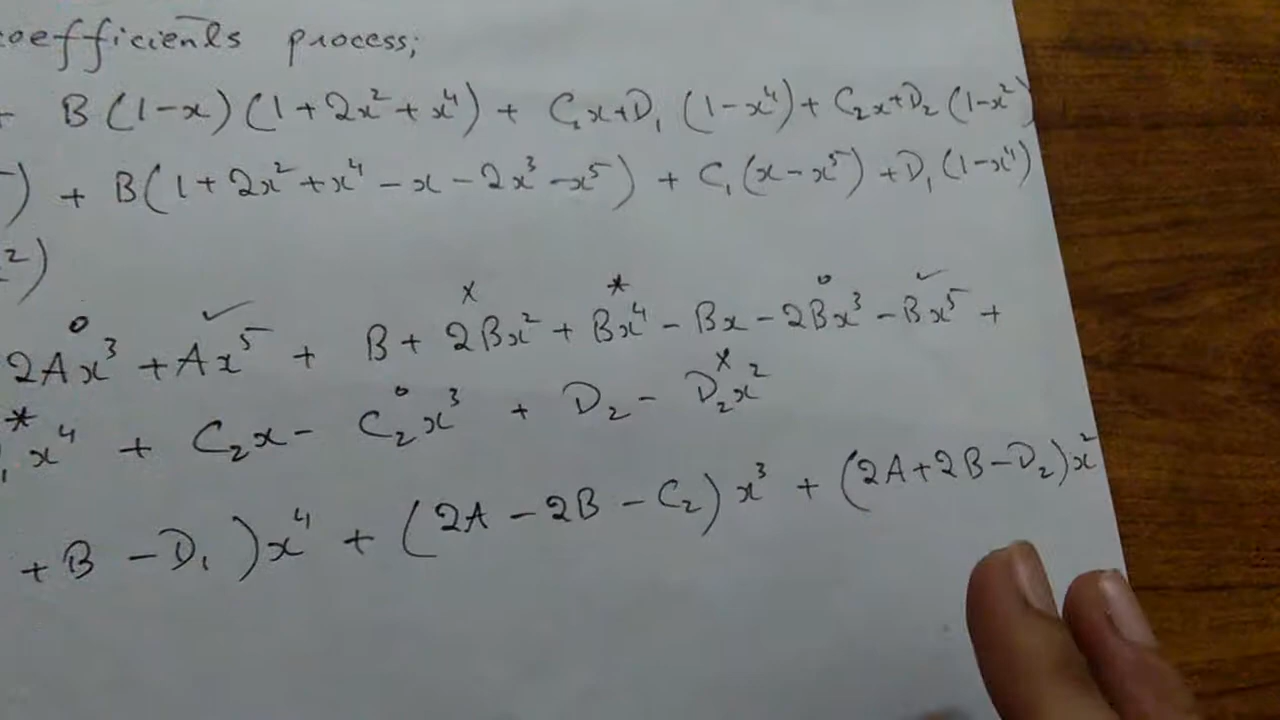 coefficients process;
+ B(1-x)(1+2x²+x⁴) + C₁x+D₁(1-x⁴)+ C₂x+D₂(1-x²)
) + B(1+2x²+x⁴-x-2x³-x⁵) + C₁(x-x⁵) +D₁(1-x⁴)
²)
2Ax³ +Ax⁵ + B+ 2Bx² + Bx⁴ - Bx - 2Bx³ - Bx⁵ +
₁x⁴ + C₂x - C₂x³ + D₂ - D₂x²
+B -D₁)x⁴ + (2A -2B -C₂)x³ + (2A+2B-D₂)x²